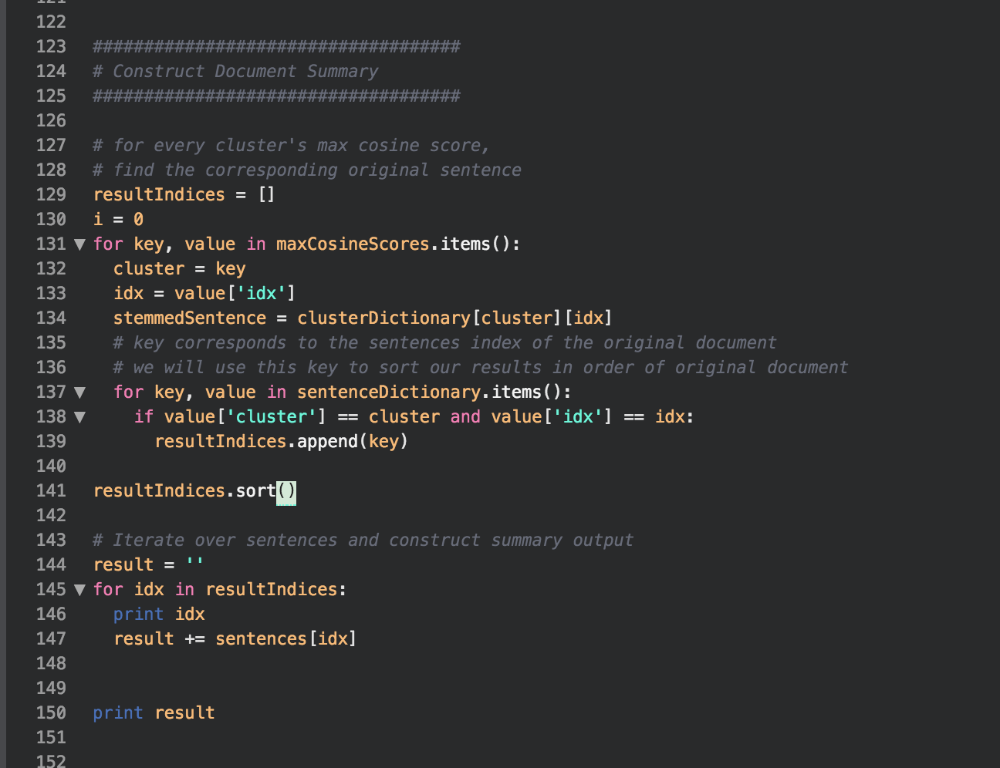 121
122
123 ####################################
124 # Construct Document Summary
125 ####################################
126
127 # for every cluster's max cosine score,
128 # find the corresponding original sentence
129 resultIndices = []
130 i = 0
131 for key, value in maxCosineScores.items():
132   cluster = key
133   idx = value['idx']
134   stemmedSentence = clusterDictionary[cluster][idx]
135   # key corresponds to the sentences index of the original document
136   # we will use this key to sort our results in order of original document
137   for key, value in sentenceDictionary.items():
138     if value['cluster'] == cluster and value['idx'] == idx:
139       resultIndices.append(key)
140
141 resultIndices.sort()
142
143 # Iterate over sentences and construct summary output
144 result = ''
145 for idx in resultIndices:
146   print idx
147   result += sentences[idx]
148
149
150 print result
151
152